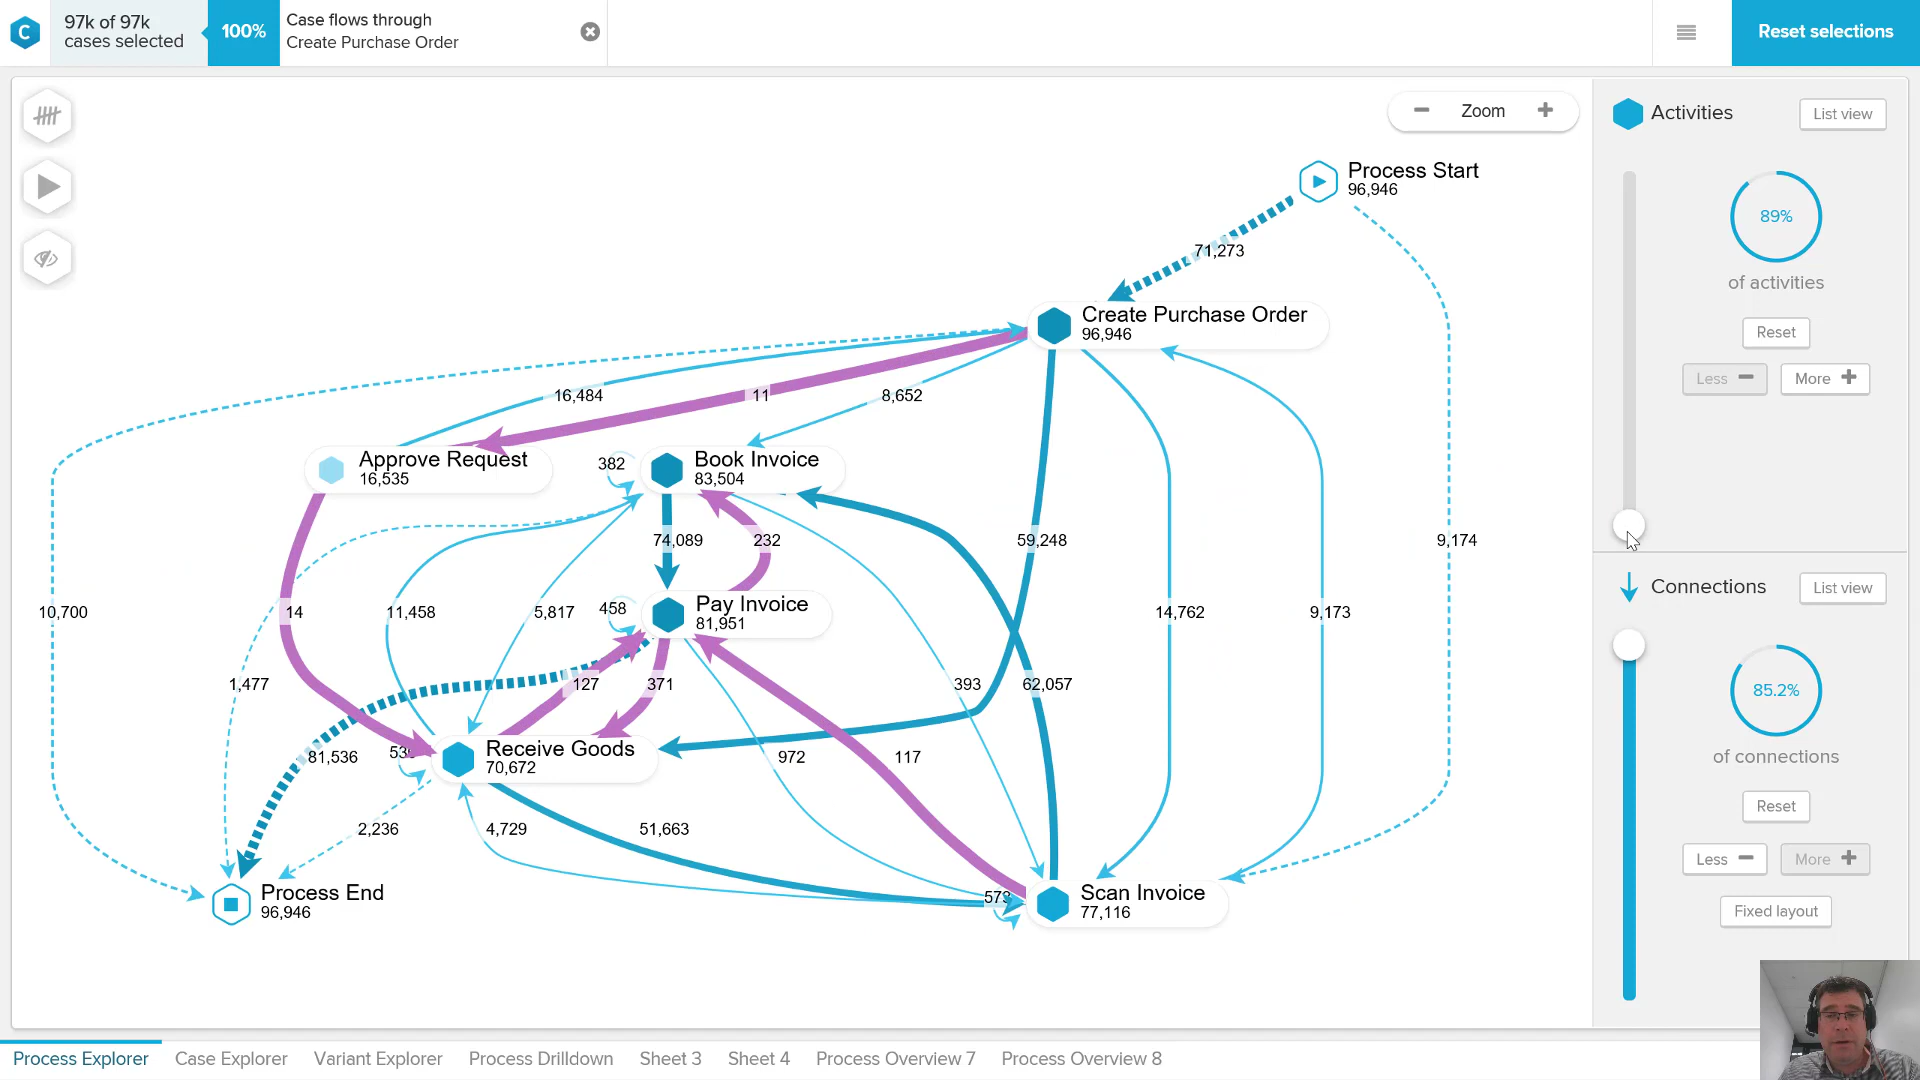 C
97k of 97k
cases selected
100%
Case flows through
Create Purchase Order
Reset selections
Zoom
Process Start
96,946
71,273
Create Purchase Order
96,946
16,484
11
8,652
Approve Request
16,535
382
Book Invoice
83,504
74,089
232
59,248
9,174
10,700
14
11,458
5,817
458
Pay Invoice
81,951
14,762
9,173
1,477
127
371
393
62,057
81,536
Receive Goods
70,672
972
117
2,236
4,729
51,663
Process End
96,946
573
Scan Invoice
77,116
Activities
List view
89%
of activities
Reset
Less
More
Connections
List view
85.2%
of connections
Reset
Less
More
Fixed layout
Process Explorer
Case Explorer
Variant Explorer
Process Drilldown
Sheet 3
Sheet 4
Process Overview 7
Process Overview 8